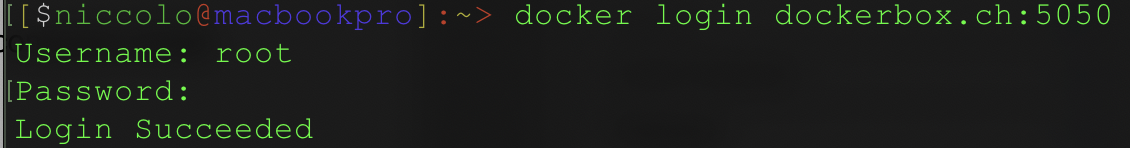 [[$niccolo@macbookpro]:~> docker login dockerbox.ch:5050
Username: root
[Password:
Login Succeeded